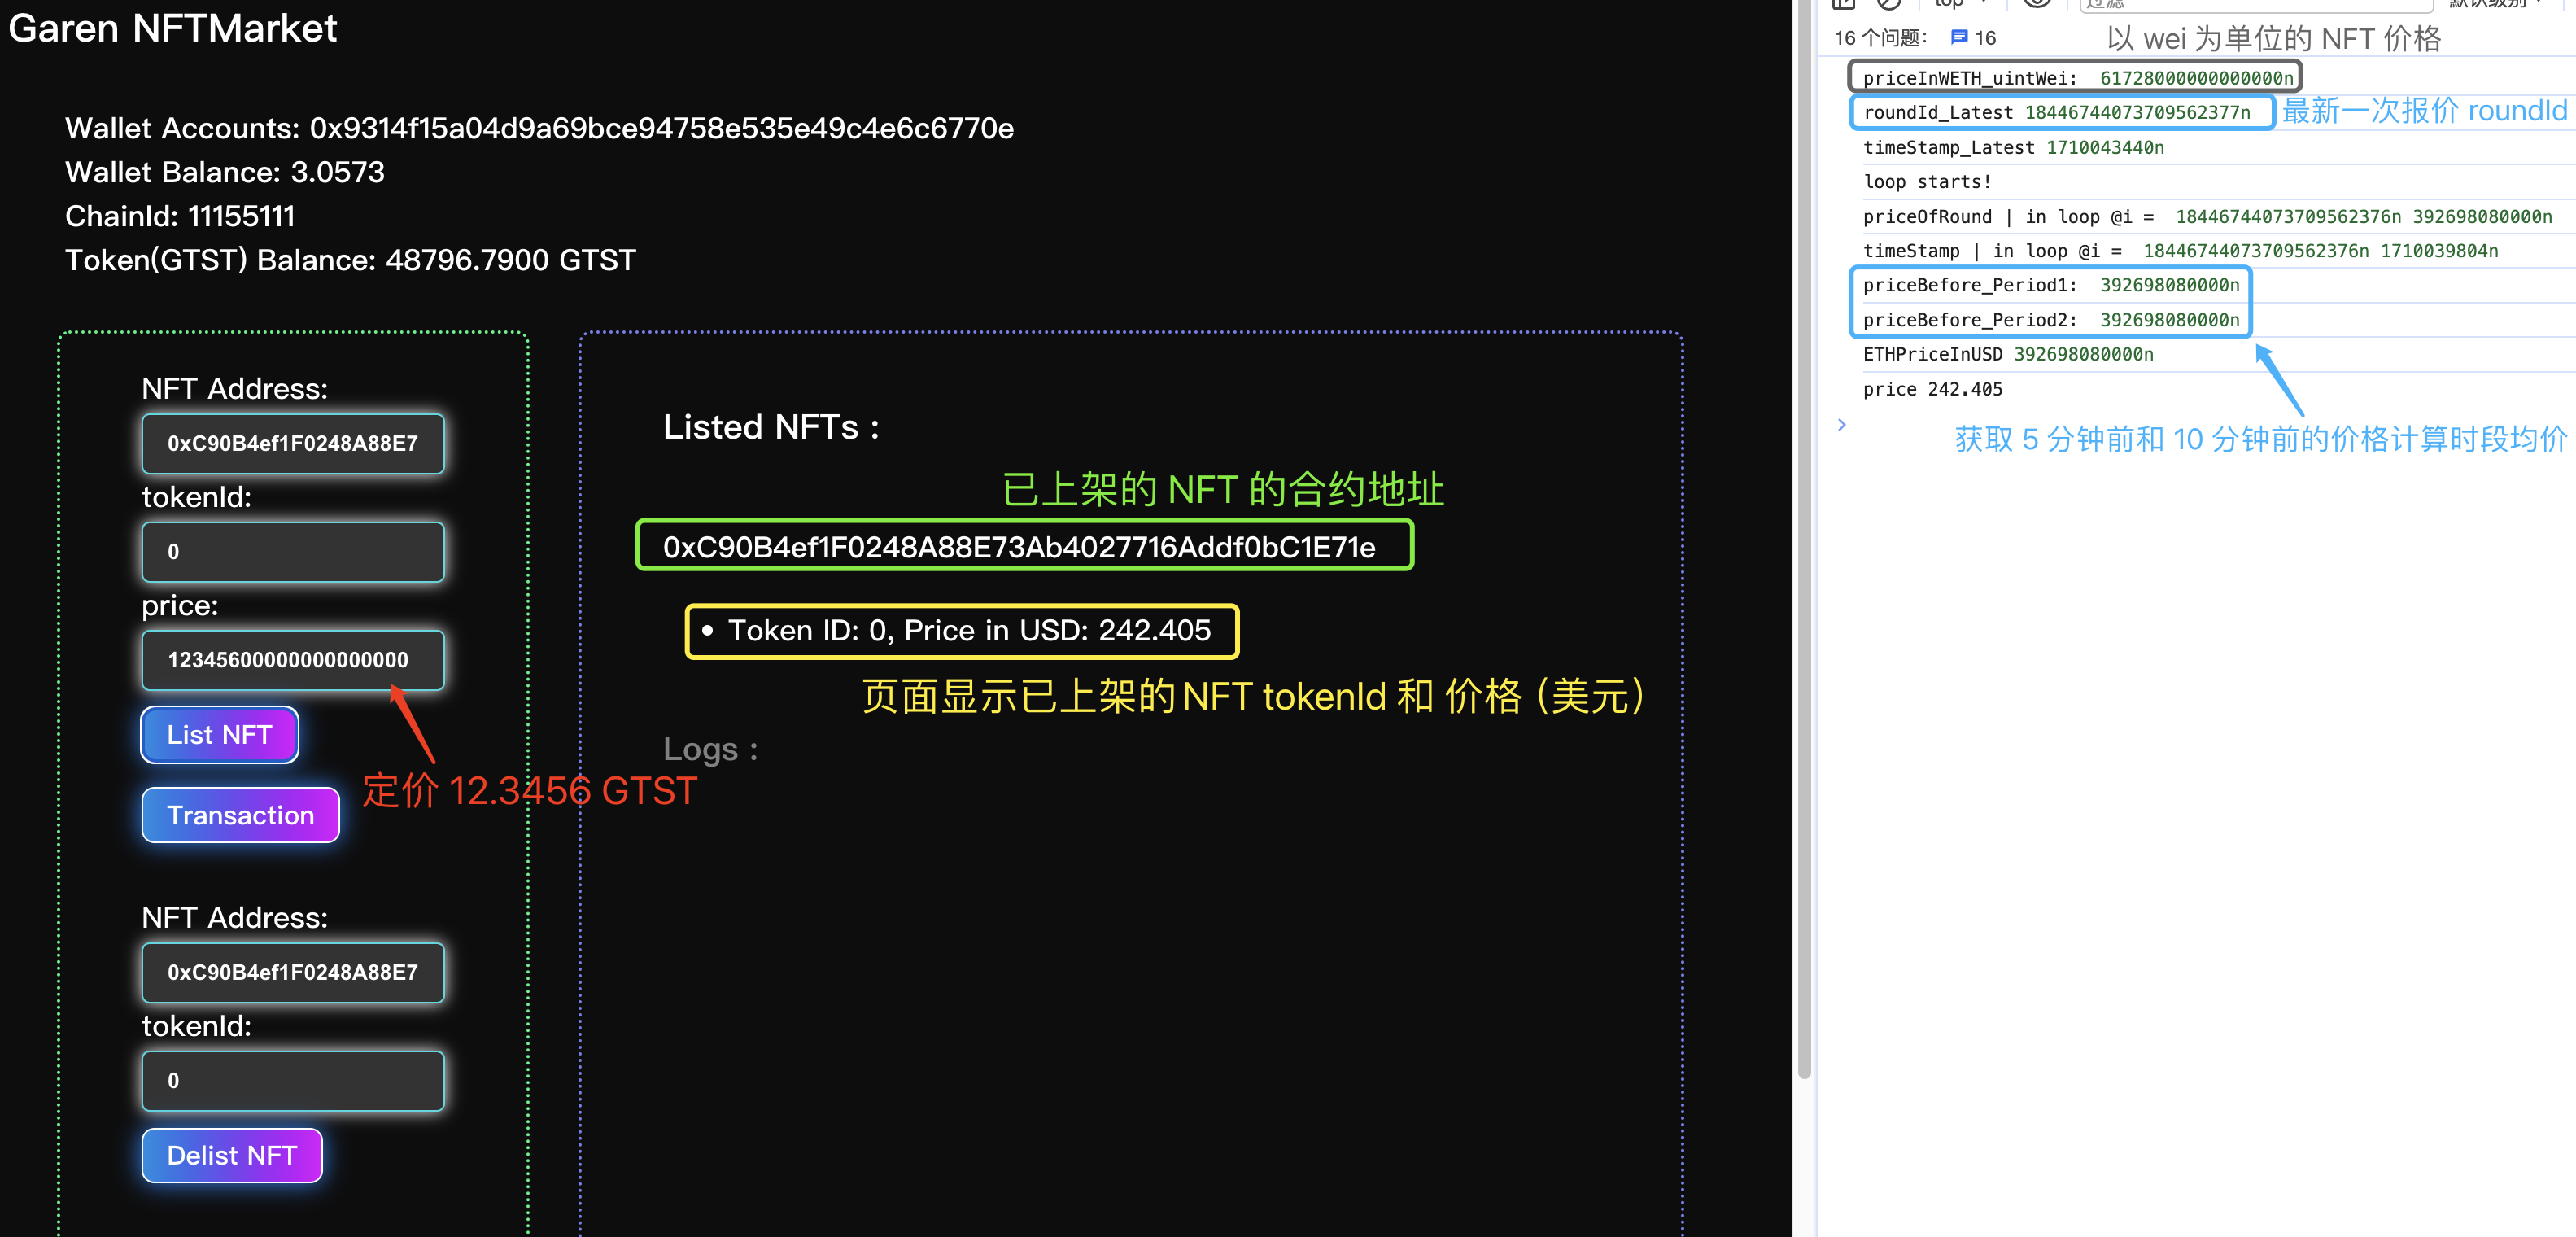 Garen NFTMarket
Wallet Accounts: 0x9314f15a04d9a69bce94758e535e49c4e6c6770e
Wallet Balance: 3.0573
ChainId: 11155111
Token(GTST) Balance: 48796.7900 GTST
NFT Address:
0xC90B4ef1F0248A88E7
tokenId:
0
price:
12345600000000000000
List NFT
定价 12.3456 GTST
Transaction
NFT Address:
0xC90B4ef1F0248A88E7
tokenId:
0
Delist NFT
Listed NFTs :
已上架的 NFT 的合约地址
0xC90B4ef1F0248A88E73Ab4027716Addf0bC1E71e
• Token ID: 0, Price in USD: 242.405
页面显示已上架的NFT tokenId 和 价格（美元）
Logs :
top
过滤
默认级别
16 个问题： 16
以 wei 为单位的 NFT 价格
priceInWETH_uintWei: 61728000000000000n
roundId_Latest 18446744073709562377n
最新一次报价 roundId
timeStamp_Latest 1710043440n
loop starts!
priceOfRound | in loop @i = 18446744073709562376n 392698080000n
timeStamp | in loop @i = 18446744073709562376n 1710039804n
priceBefore_Period1: 392698080000n
priceBefore_Period2: 392698080000n
ETHPriceInUSD 392698080000n
price 242.405
获取 5 分钟前和 10 分钟前的价格计算时段均价